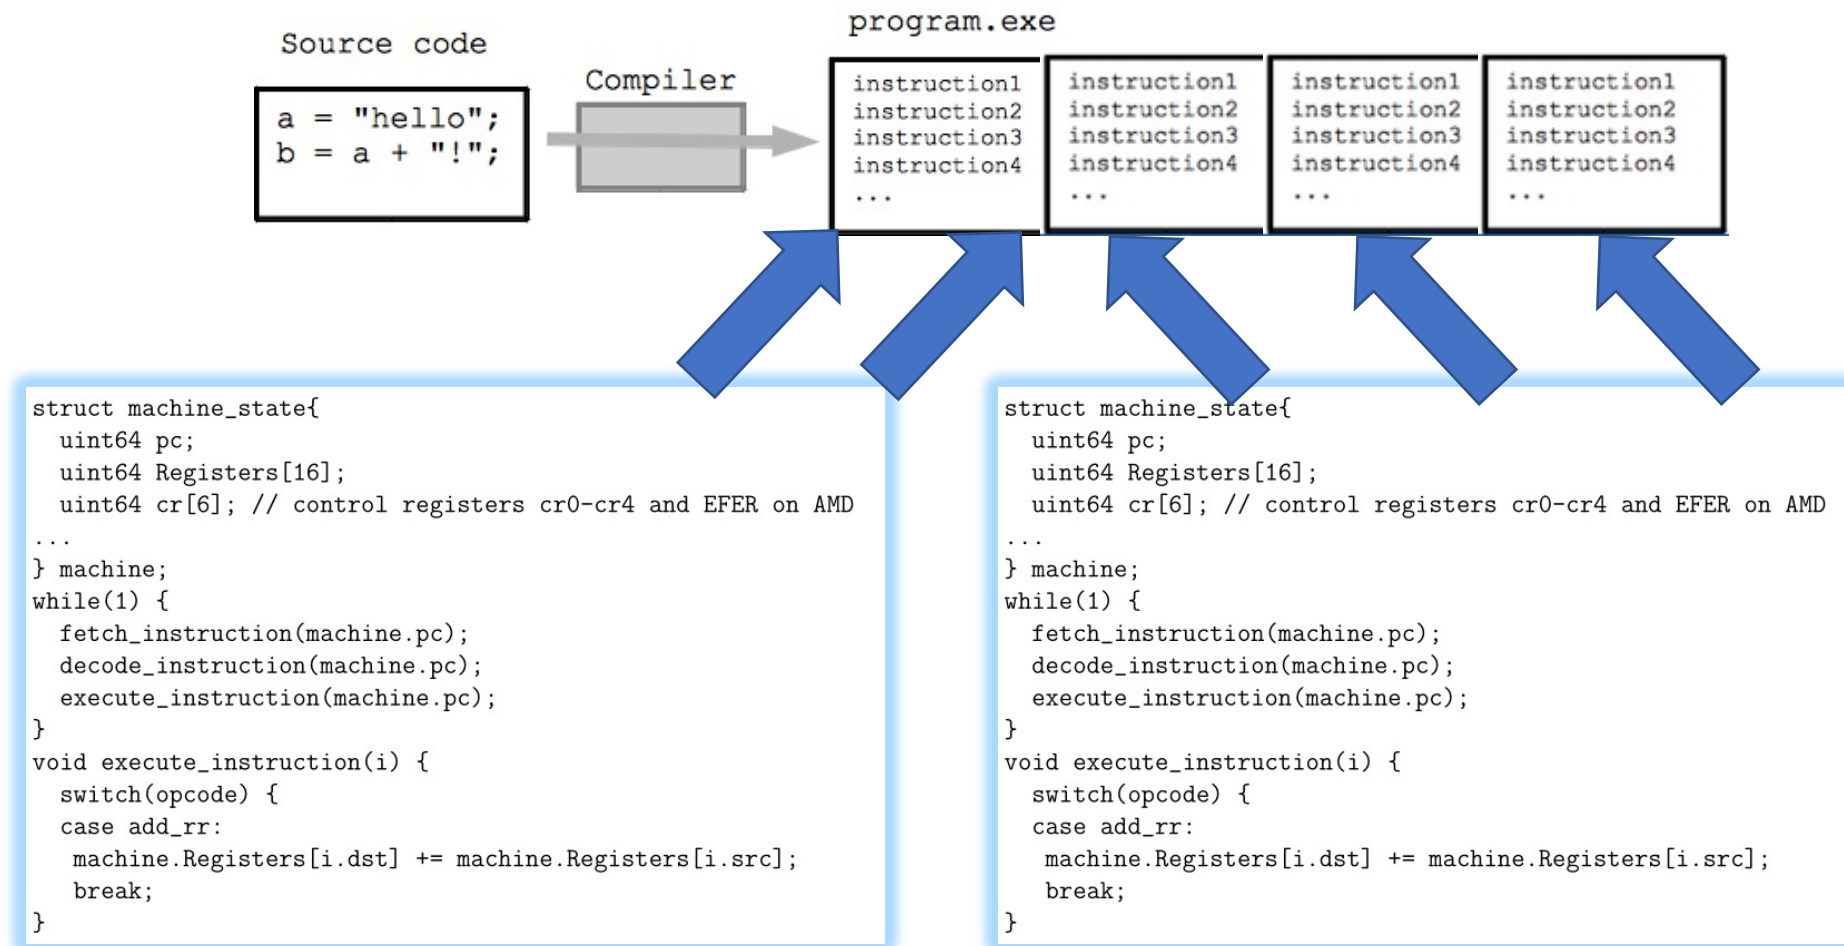 Source code
a = "hello";
b = a + "!";
Compiler
program.exe
instruction1
instruction2
instruction3
instruction4
...
instruction1
instruction2
instruction3
instruction4
...
instruction1
instruction2
instruction3
instruction4
...
instruction1
instruction2
instruction3
instruction4
...
struct machine_state{
  uint64 pc;
  uint64 Registers[16];
  uint64 cr[6]; // control registers cr0-cr4 and EFER on AMD
...
} machine;
while(1) {
  fetch_instruction(machine.pc);
  decode_instruction(machine.pc);
  execute_instruction(machine.pc);
}
void execute_instruction(i) {
  switch(opcode) {
  case add_rr:
   machine.Registers[i.dst] += machine.Registers[i.src];
   break;
}
struct machine_state{
  uint64 pc;
  uint64 Registers[16];
  uint64 cr[6]; // control registers cr0-cr4 and EFER on AMD
...
} machine;
while(1) {
  fetch_instruction(machine.pc);
  decode_instruction(machine.pc);
  execute_instruction(machine.pc);
}
void execute_instruction(i) {
  switch(opcode) {
  case add_rr:
   machine.Registers[i.dst] += machine.Registers[i.src];
   break;
}